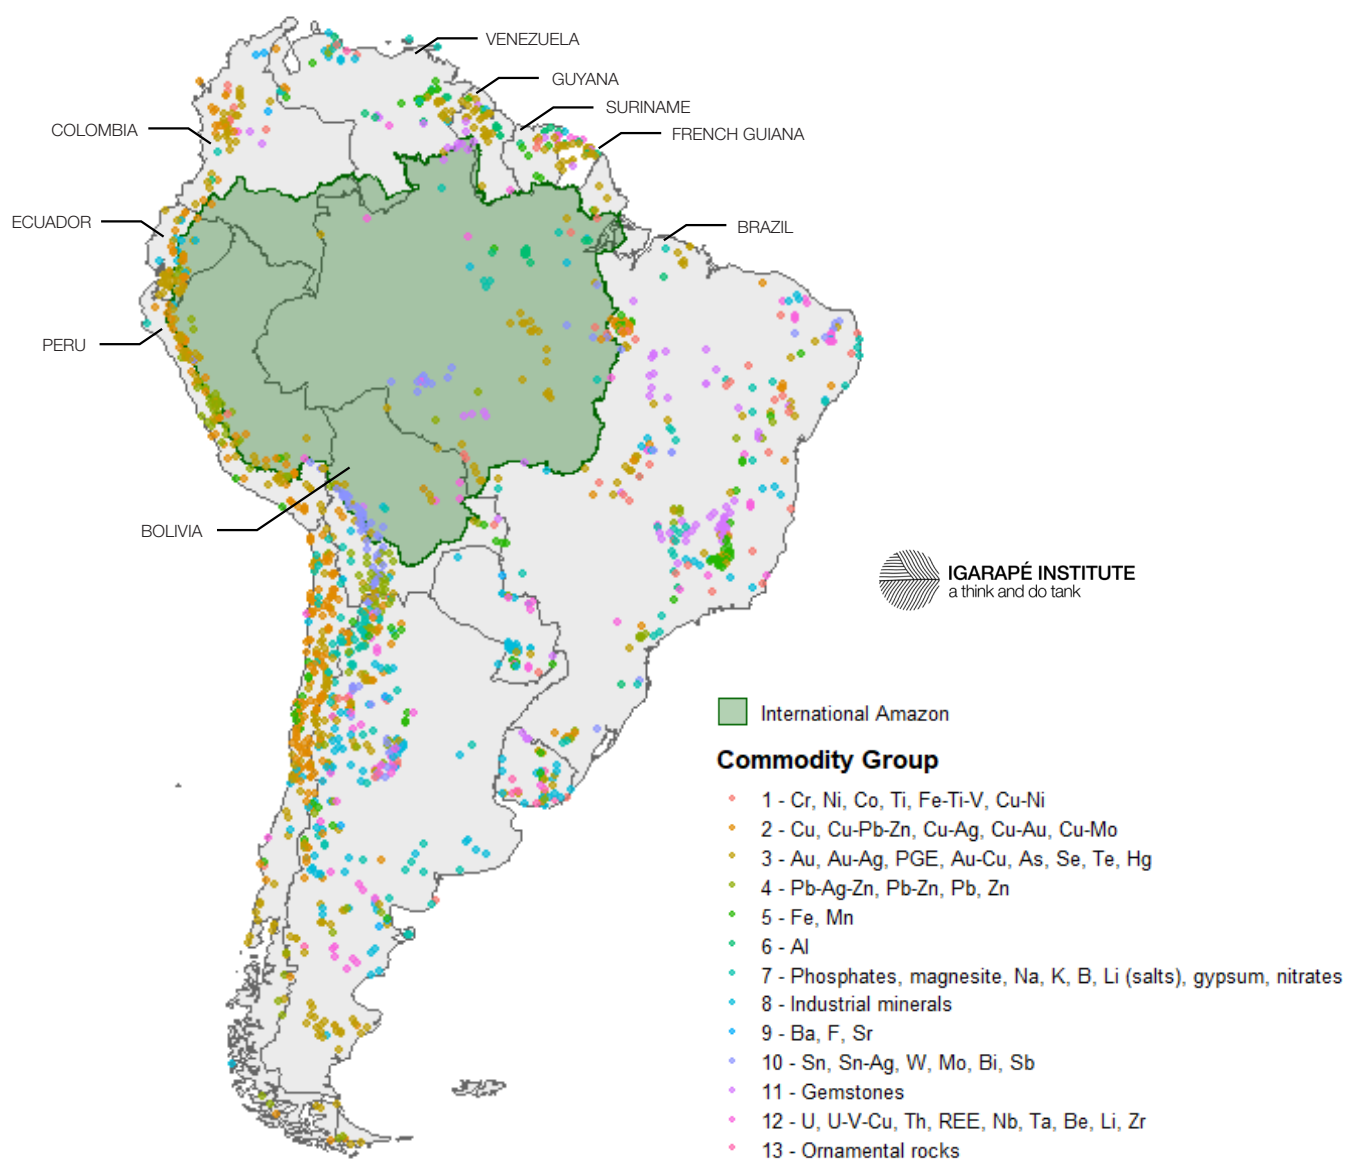 VENEZUELA
GUYANA
SURINAME
COLOMBIA
FRENCH GUIANA
ECUADOR
BRAZIL
PERU
BOLIVIA
IGARAPÉ INSTITUTE
a think and do tank
International Amazon
Commodity Group
1 - Cr, Ni, Co, Ti, Fe-Ti-V, Cu-Ni
2 - Cu, Cu-Pb-Zn, Cu-Ag, Cu-Au, Cu-Mo
3 - Au, Au-Ag, PGE, Au-Cu, As, Se, Te, Hg
4 - Pb-Ag-Zn, Pb-Zn, Pb, Zn
5 - Fe, Mn
6 - Al
7 - Phosphates, magnesite, Na, K, B, Li (salts), gypsum, nitrates
8 - Industrial minerals
9 - Ba, F, Sr
10 - Sn, Sn-Ag, W, Mo, Bi, Sb
11 - Gemstones
12 - U, U-V-Cu, Th, REE, Nb, Ta, Be, Li, Zr
13 - Ornamental rocks